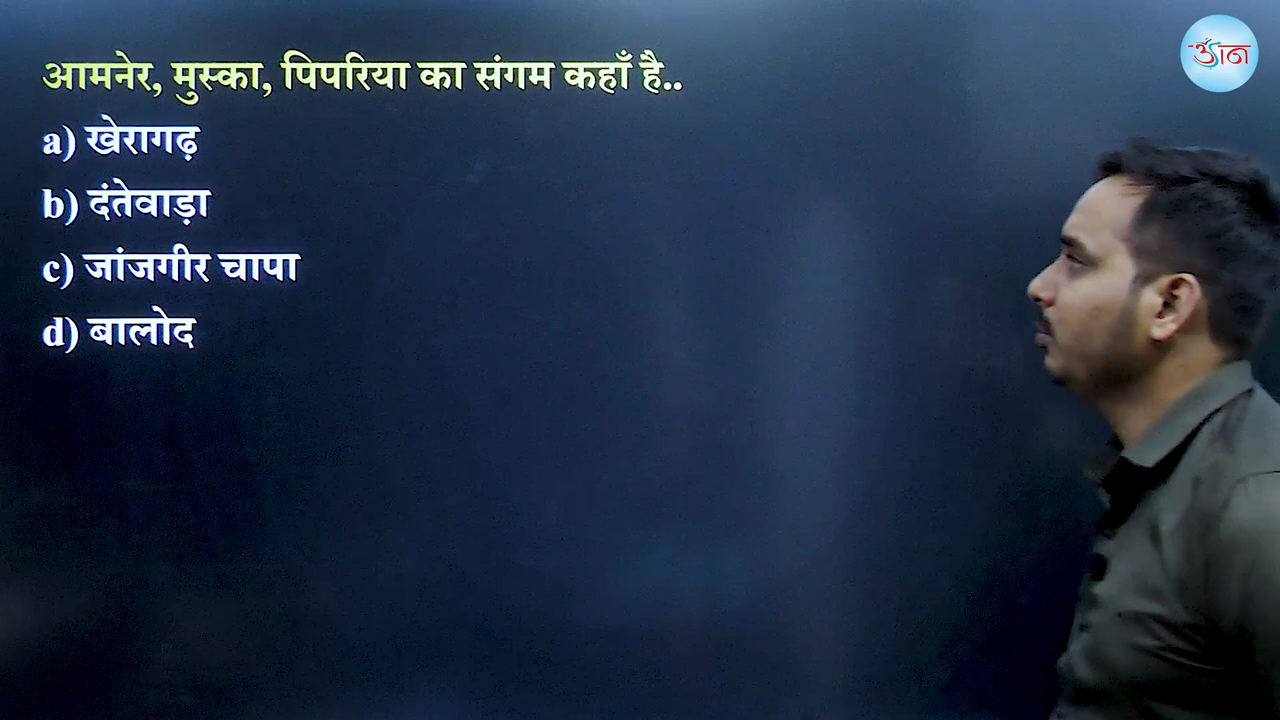 आमनेर, मुस्का, पिपरिया का संगम कहाँ है..
a) खेरागढ़
b) दंतेवाड़ा
c) जांजगीर चापा
d) बालोद